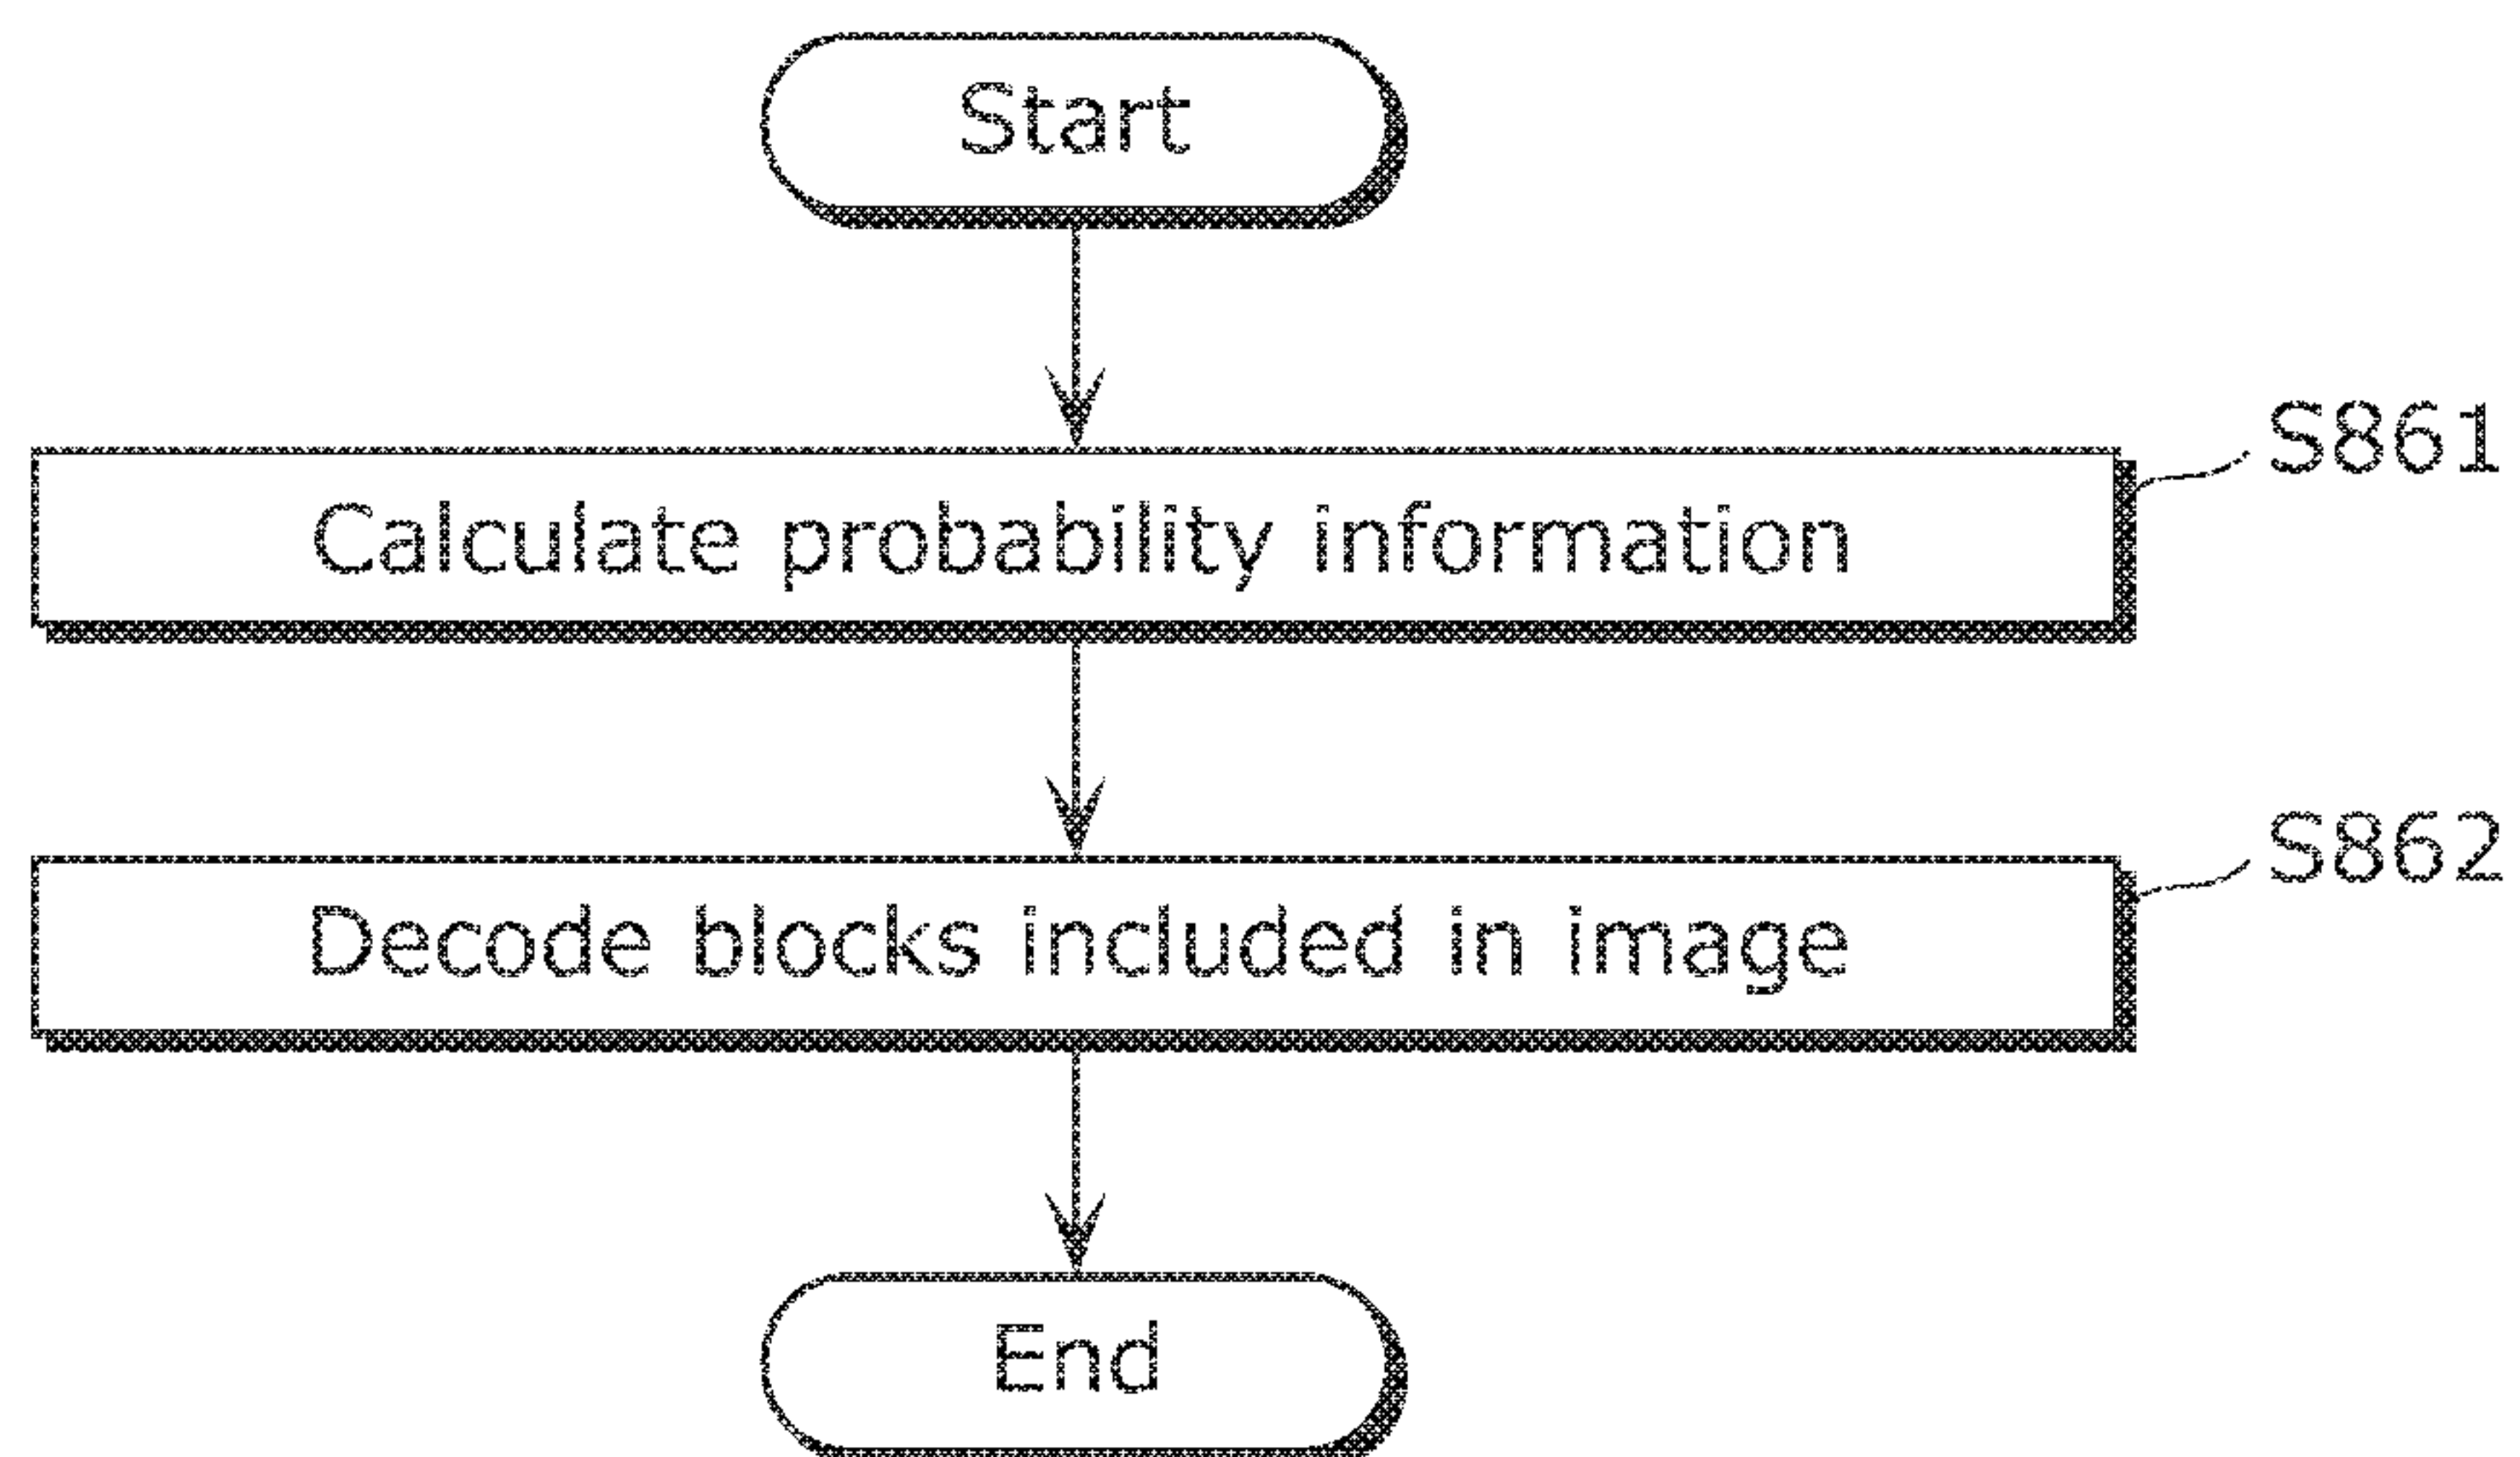 Start
S861
Calculate probability information
S862
Decode blocks included in image
End